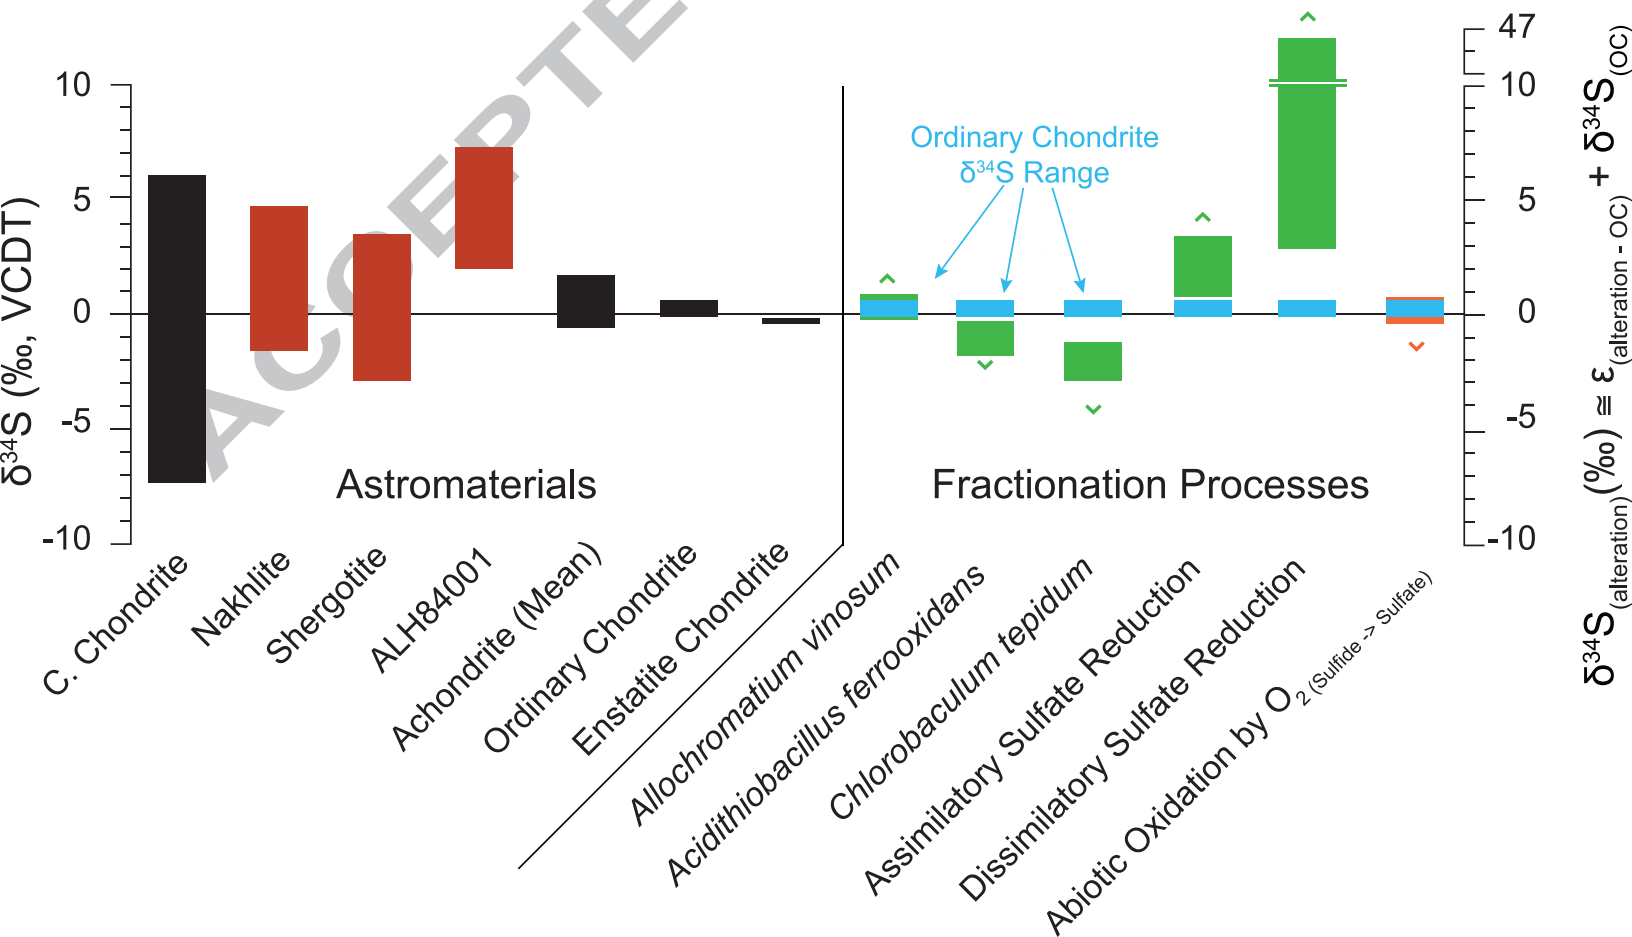 ACCEPTE
δ³⁴S (‰, VCDT)
10
5
0
-5
-10
Astromaterials
C. Chondrite
Nakhlite
Shergotite
ALH84001
Achondrite (Mean)
Ordinary Chondrite
Enstatite Chondrite
Ordinary Chondrite
δ³⁴S Range
Fractionation Processes
Allochromatium vinosum
Acidithiobacillus ferrooxidans
Chlorobaculum tepidum
Assimilatory Sulfate Reduction
Dissimilatory Sulfate Reduction
Abiotic Oxidation by O2 (Sulfide -> Sulfate)
47
10
5
0
-5
-10
δ³⁴S(alteration) (‰) ≅ ε(alteration - OC) + δ³⁴S(OC)